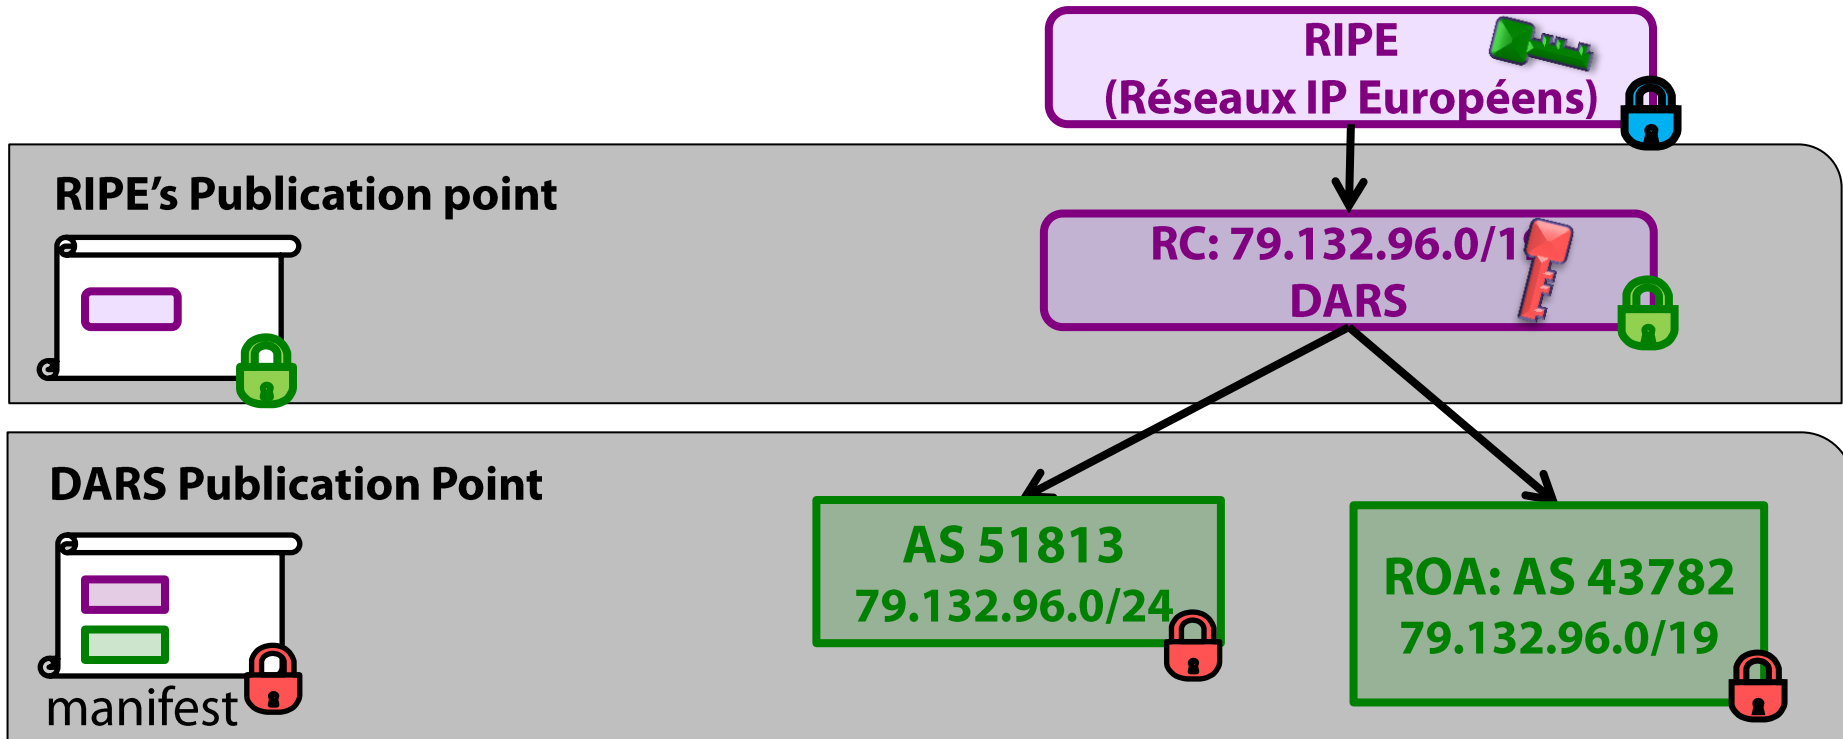 RIPE
(Réseaux IP Européens)
RIPE's Publication point
RC: 79.132.96.0/19
DARS
DARS Publication Point
AS 51813
79.132.96.0/24
ROA: AS 43782
79.132.96.0/19
manifest